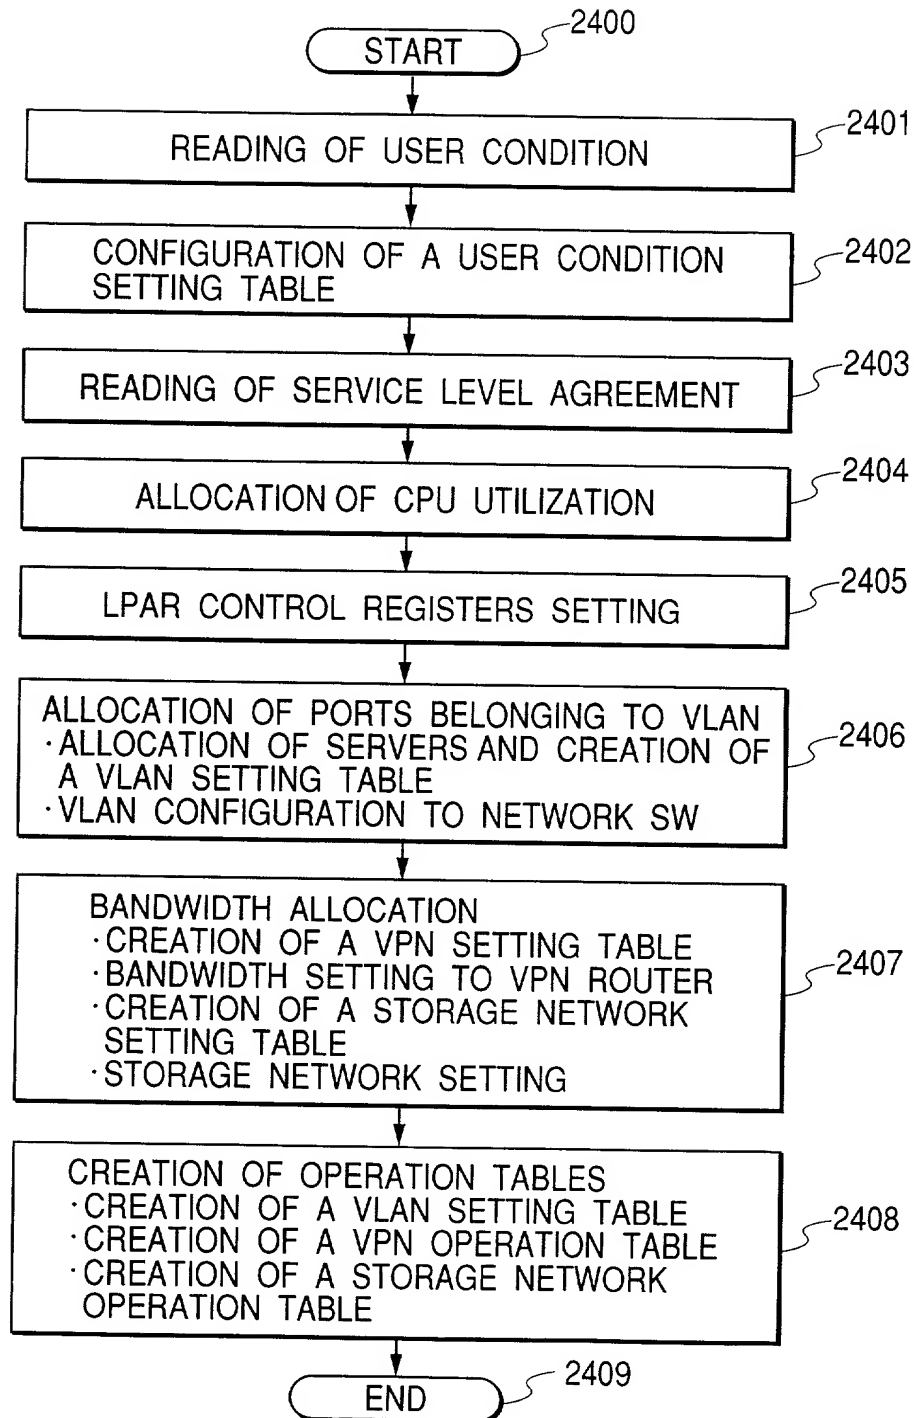 START
2400
READING OF USER CONDITION
2401
CONFIGURATION OF A USER CONDITION
SETTING TABLE
2402
READING OF SERVICE LEVEL AGREEMENT
2403
ALLOCATION OF CPU UTILIZATION
2404
LPAR CONTROL REGISTERS SETTING
2405
ALLOCATION OF PORTS BELONGING TO VLAN
·ALLOCATION OF SERVERS AND CREATION OF
A VLAN SETTING TABLE
·VLAN CONFIGURATION TO NETWORK SW
2406
BANDWIDTH ALLOCATION
·CREATION OF A VPN SETTING TABLE
·BANDWIDTH SETTING TO VPN ROUTER
·CREATION OF A STORAGE NETWORK
SETTING TABLE
·STORAGE NETWORK SETTING
2407
CREATION OF OPERATION TABLES
·CREATION OF A VLAN SETTING TABLE
·CREATION OF A VPN OPERATION TABLE
·CREATION OF A STORAGE NETWORK
OPERATION TABLE
2408
END
2409